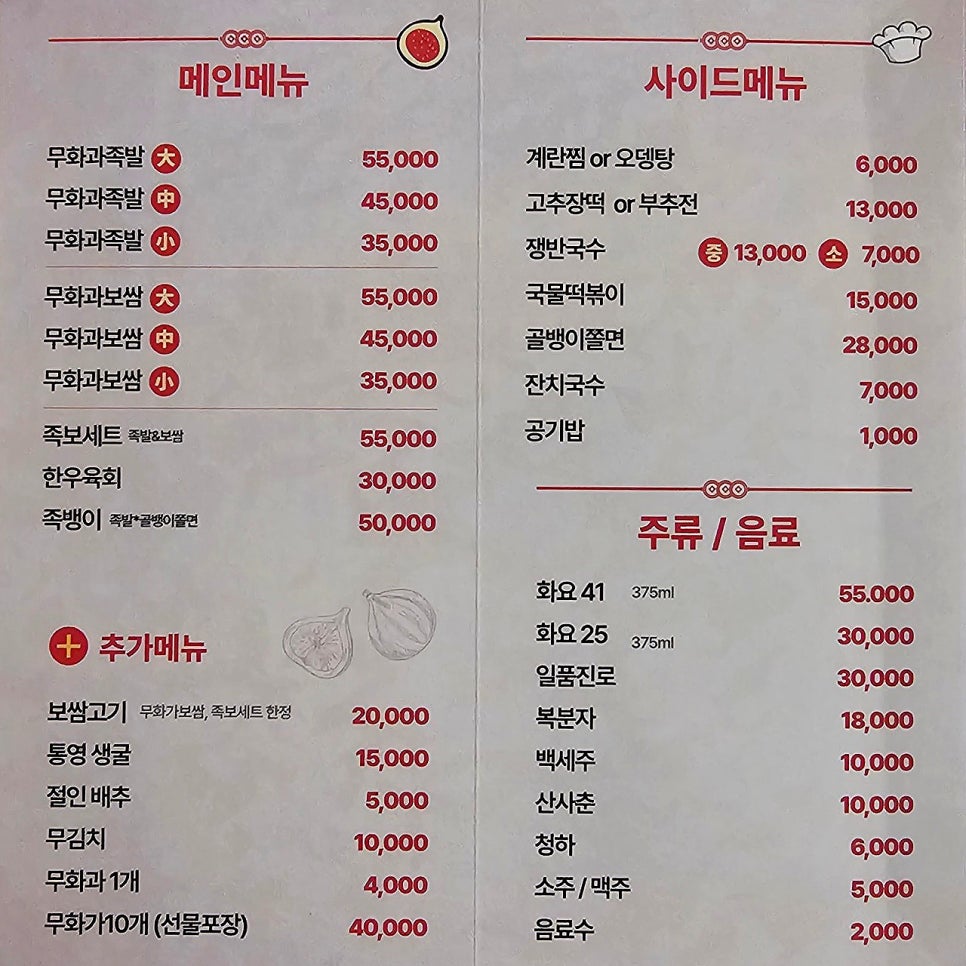 메인메뉴
무화과족발 大 55,000
무화과족발 中 45,000
무화과족발 小 35,000
무화과보쌈 大 55,000
무화과보쌈 中 45,000
무화과보쌈 小 35,000
족보세트 족발&보쌈 55,000
한우육회 30,000
족뱅이 족발*골뱅이쫄면 50,000
+ 추가메뉴
보쌈고기 무화가보쌈, 족보세트 한정 20,000
통영 생굴 15,000
절인 배추 5,000
무김치 10,000
무화과 1개 4,000
무화가10개 (선물포장) 40,000
사이드메뉴
계란찜 or 오뎅탕 6,000
고추장떡 or 부추전 13,000
쟁반국수 중 13,000 소 7,000
국물떡볶이 15,000
골뱅이쫄면 28,000
잔치국수 7,000
공기밥 1,000
주류 / 음료
화요 41 375ml 55.000
화요 25 375ml 30,000
일품진로 30,000
복분자 18,000
백세주 10,000
산사춘 10,000
청하 6,000
소주 / 맥주 5,000
음료수 2,000